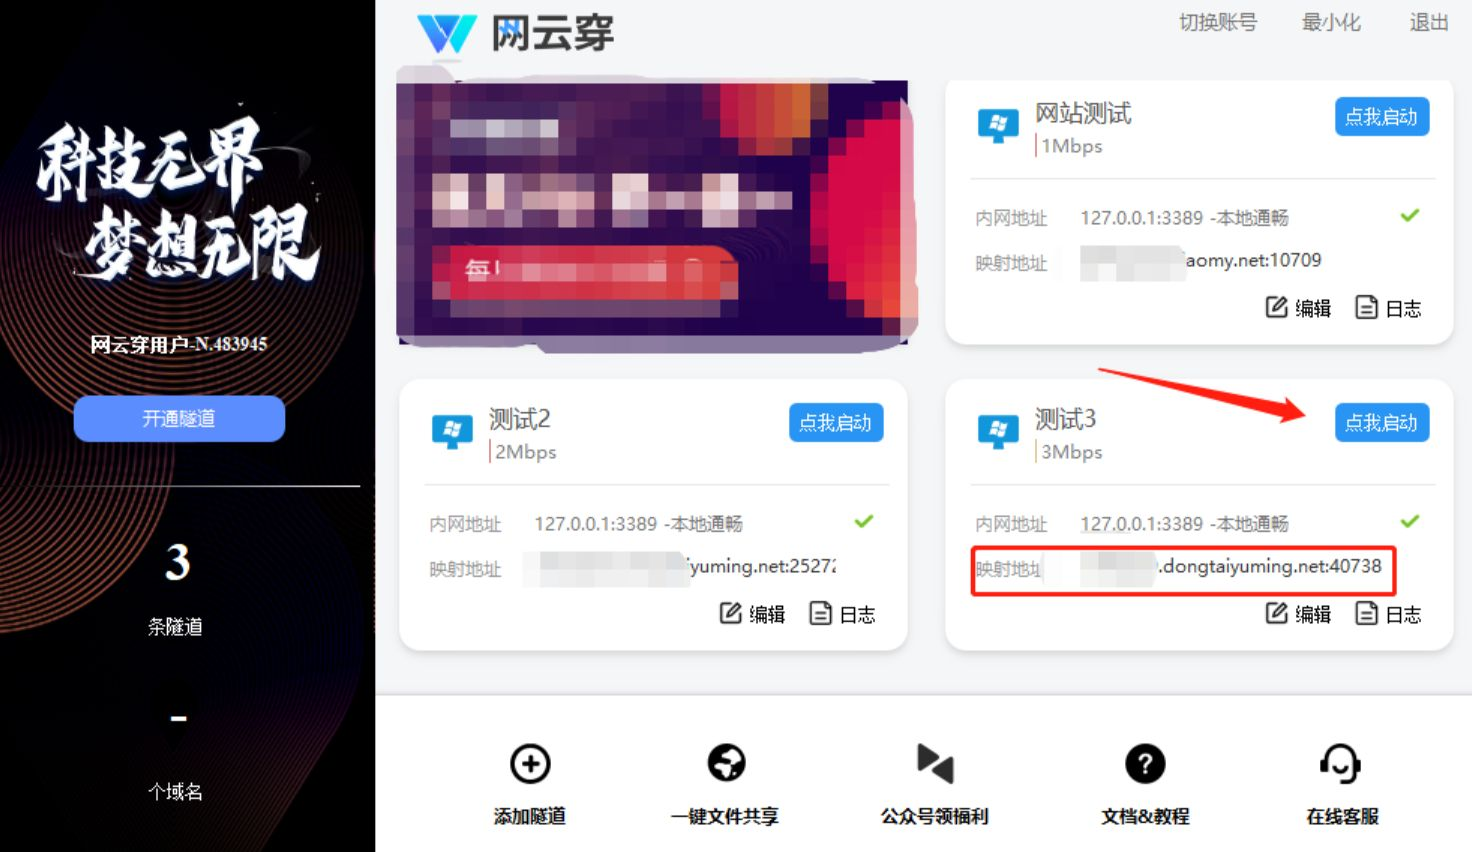 科技无界
梦想无限
网云穿用户-N.483945
开通隧道
3
条隧道
-
个域名
网云穿
切换账号
最小化
退出
网站测试
1Mbps
点我启动
内网地址 127.0.0.1:3389 -本地通畅
映射地址 aomy.net:10709
编辑
日志
测试2
2Mbps
点我启动
内网地址 127.0.0.1:3389 -本地通畅
映射地址 yuming.net:25272
编辑
日志
测试3
3Mbps
点我启动
内网地址 127.0.0.1:3389 -本地通畅
映射地址 .dongtaiyuming.net:40738
编辑
日志
添加隧道
一键文件共享
公众号领福利
文档&教程
在线客服